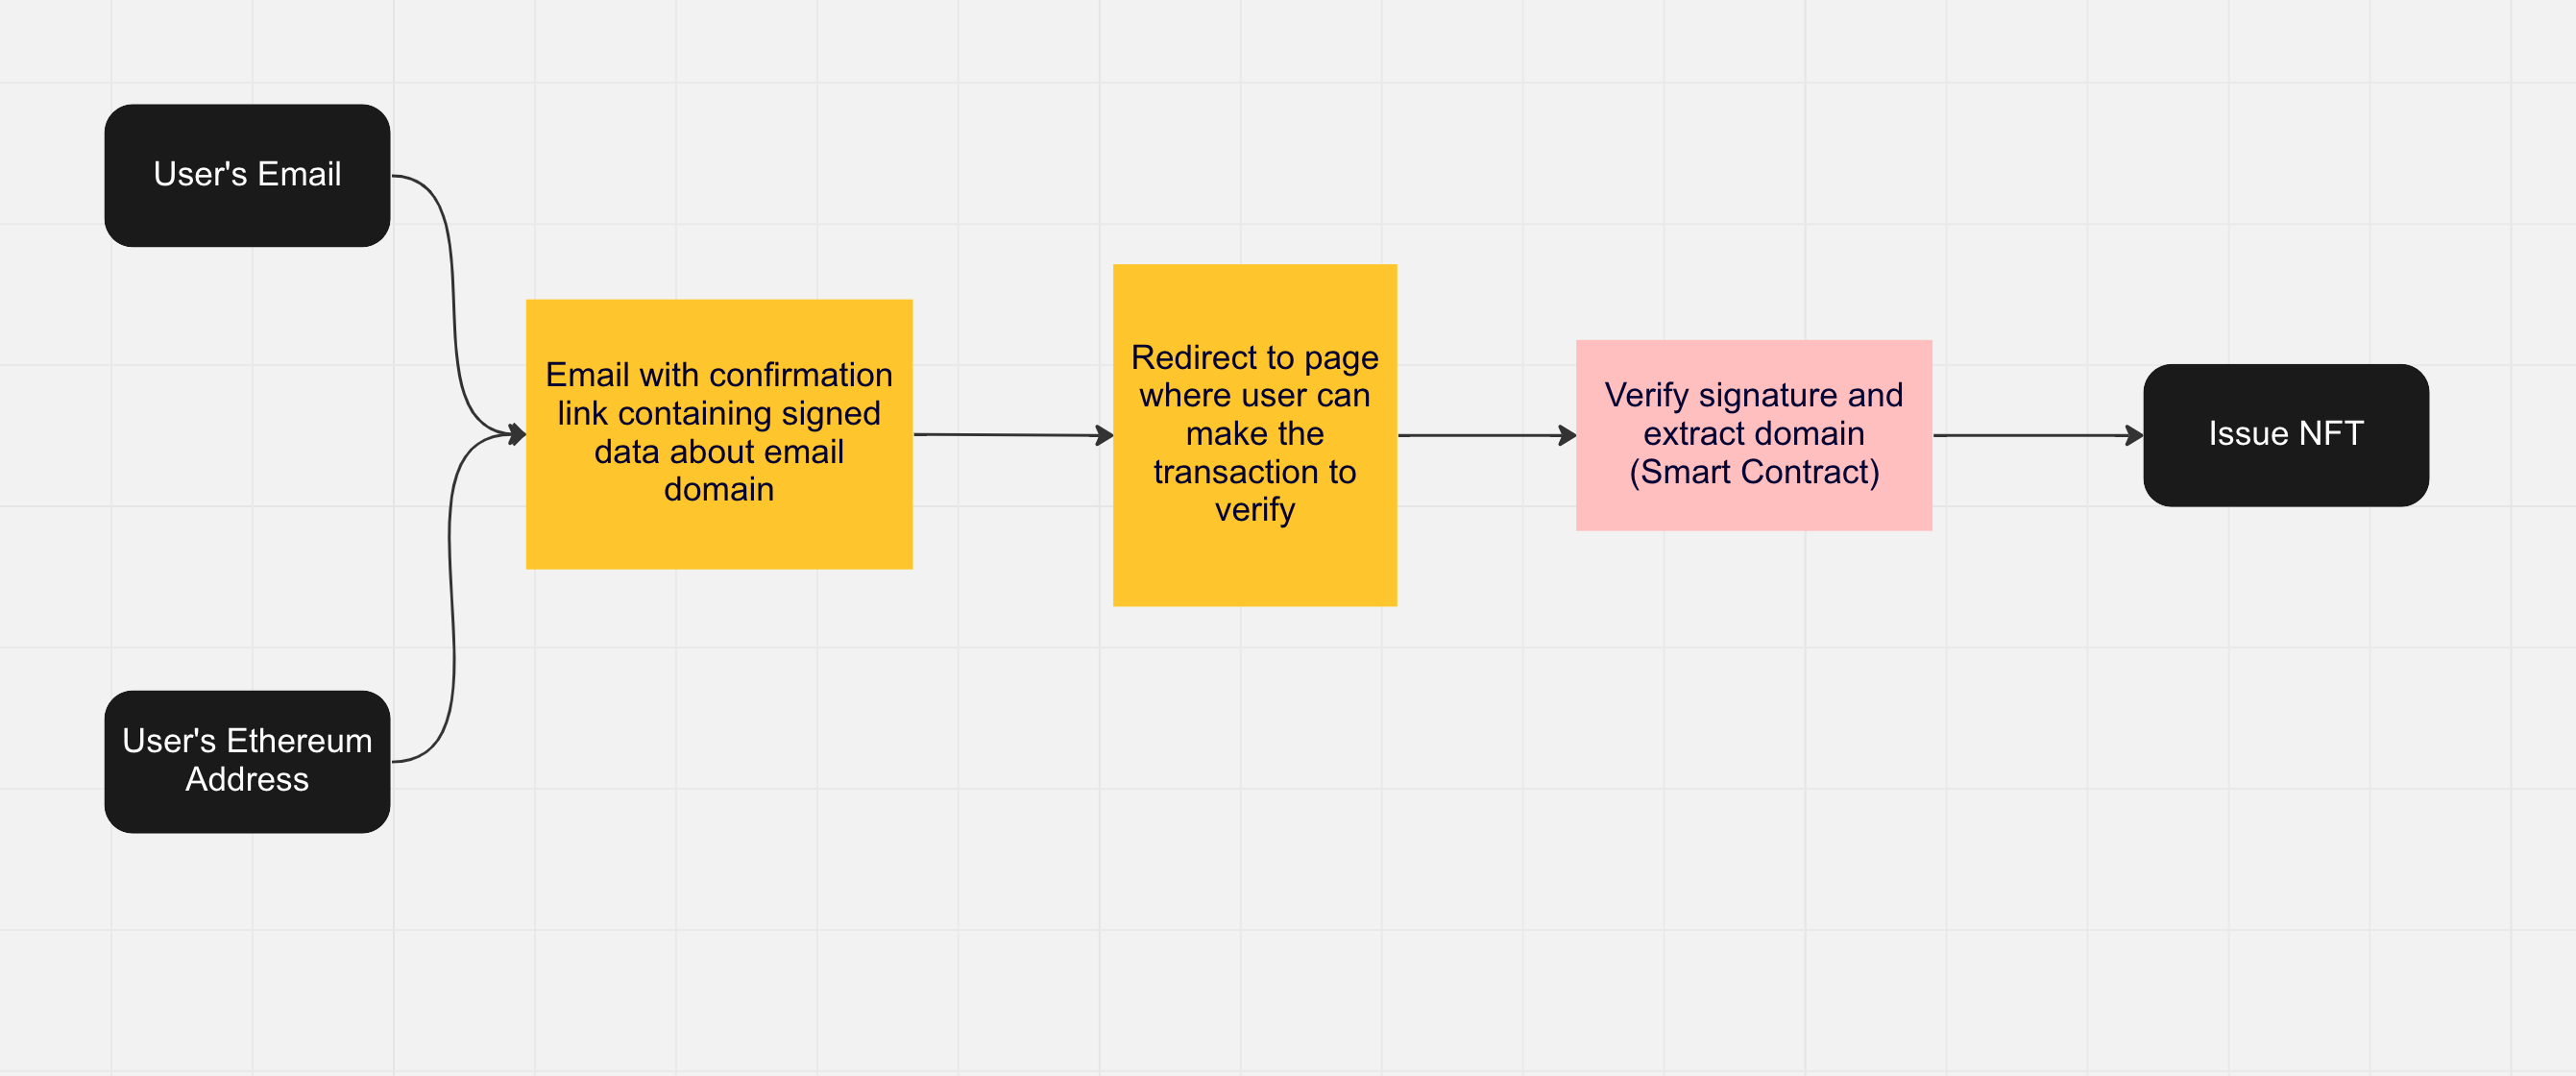 User's Email
Email with confirmation
link containing signed
data about email
domain
Redirect to page
where user can
make the
transaction to
verify
Verify signature and
extract domain
(Smart Contract)
Issue NFT
User's Ethereum
Address